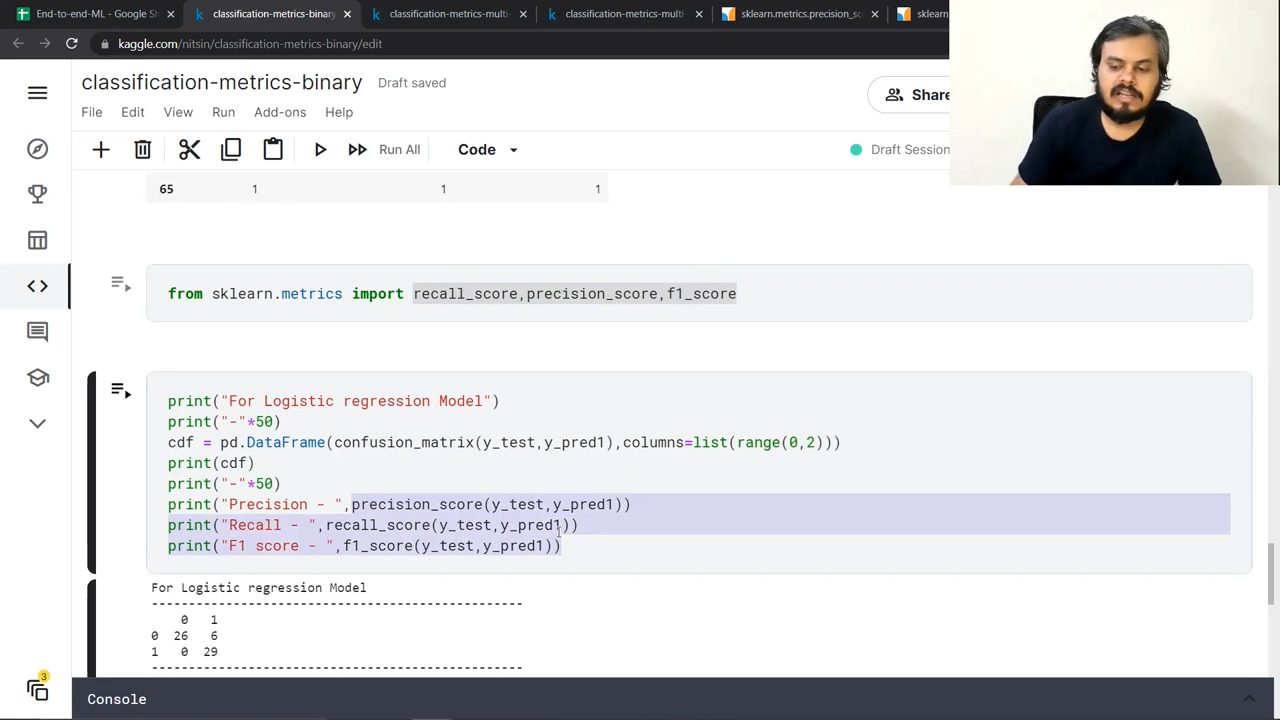 End-to-end-ML - Google Sh
classification-metrics-binary
classification-metrics-multi-
classification-metrics-multi-
sklearn.metrics.precision_sc
sklearn
kaggle.com/nitsin/classification-metrics-binary/edit
classification-metrics-binary Draft saved
Share
File Edit View Run Add-ons Help
Run All Code Draft Session
65 1 1 1
from sklearn.metrics import recall_score,precision_score,f1_score
print("For Logistic regression Model")
print("-"*50)
cdf = pd.DataFrame(confusion_matrix(y_test,y_pred1),columns=list(range(0,2)))
print(cdf)
print("-"*50)
print("Precision - ",precision_score(y_test,y_pred1))
print("Recall - ",recall_score(y_test,y_pred1))
print("F1 score - ",f1_score(y_test,y_pred1))
For Logistic regression Model
--------------------------------------------------
0 1
0 26 6
1 0 29
--------------------------------------------------
3
Console